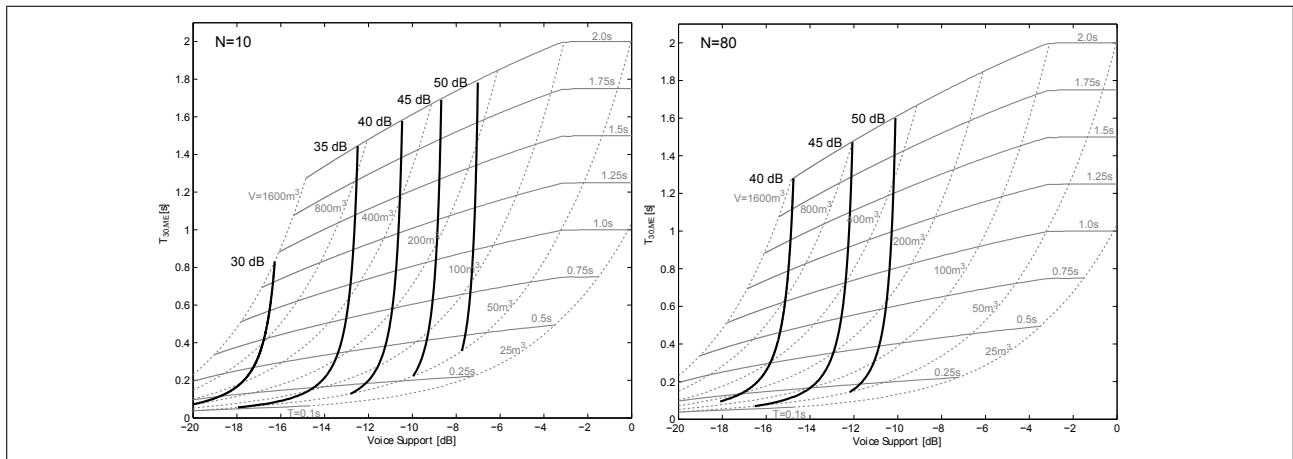 N=10
2
2.0s
1.8
50 dB
1.75s
45 dB
1.6
40 dB
1.5s
35 dB
1.4
1.25s
1.2
V=1600m³
800m³
400m³
T30,ME [s]
1
1.0s
200m³
30 dB
0.8
100m³
0.75s
0.6
50m³
0.5s
0.4
25m³
0.25s
0.2
T=0.1s
0
−20 −18 −16 −14 −12 −10 −8 −6 −4 −2 0
Voice Support [dB]
N=80
2
2.0s
1.8
1.75s
50 dB
1.6
1.5s
45 dB
1.4
40 dB
1.25s
1.2
V=1600m³
800m³
400m³
T30,ME [s]
1
1.0s
200m³
0.8
100m³
0.75s
0.6
50m³
0.5s
0.4
25m³
0.25s
0.2
T=0.1s
0
−20 −18 −16 −14 −12 −10 −8 −6 −4 −2 0
Voice Support [dB]